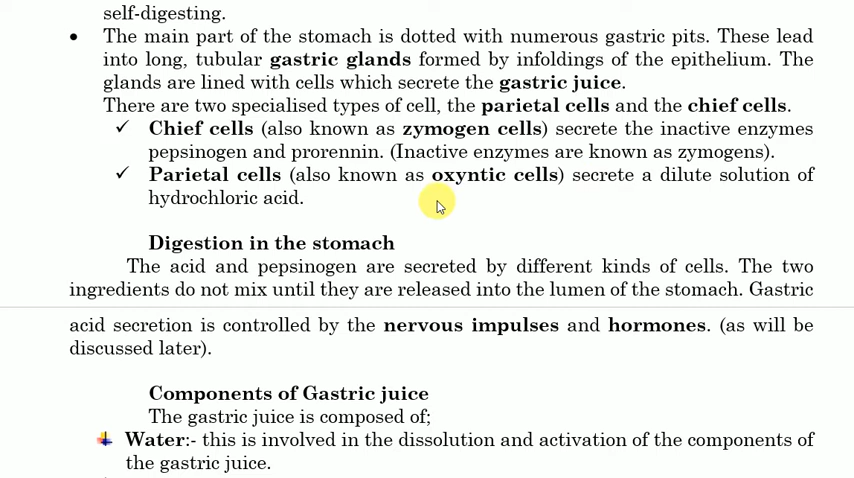 self-digesting.
• The main part of the stomach is dotted with numerous gastric pits. These lead
into long, tubular gastric glands formed by infoldings of the epithelium. The
glands are lined with cells which secrete the gastric juice.
There are two specialised types of cell, the parietal cells and the chief cells.
✓ Chief cells (also known as zymogen cells) secrete the inactive enzymes
pepsinogen and prorennin. (Inactive enzymes are known as zymogens).
✓ Parietal cells (also known as oxyntic cells) secrete a dilute solution of
hydrochloric acid.
Digestion in the stomach
The acid and pepsinogen are secreted by different kinds of cells. The two
ingredients do not mix until they are released into the lumen of the stomach. Gastric
acid secretion is controlled by the nervous impulses and hormones. (as will be
discussed later).
Components of Gastric juice
The gastric juice is composed of;
Water:- this is involved in the dissolution and activation of the components of
the gastric juice.